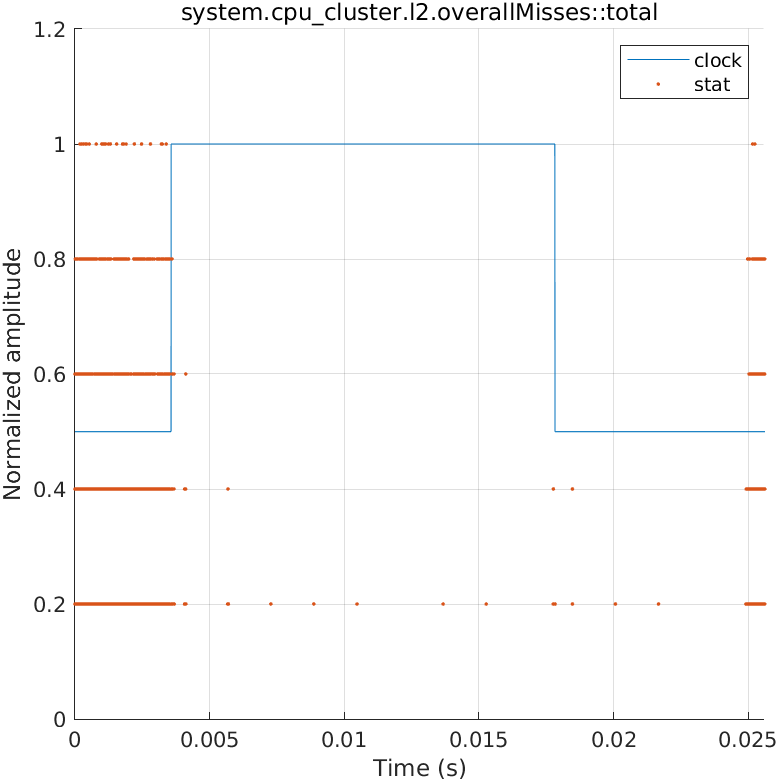 system.cpu_cluster.l2.overallMisses::total
1.2
clock
stat
1
0.8
Normalized amplitude
0.6
0.4
0.2
0
0 0.005 0.01 0.015 0.02 0.025
Time (s)